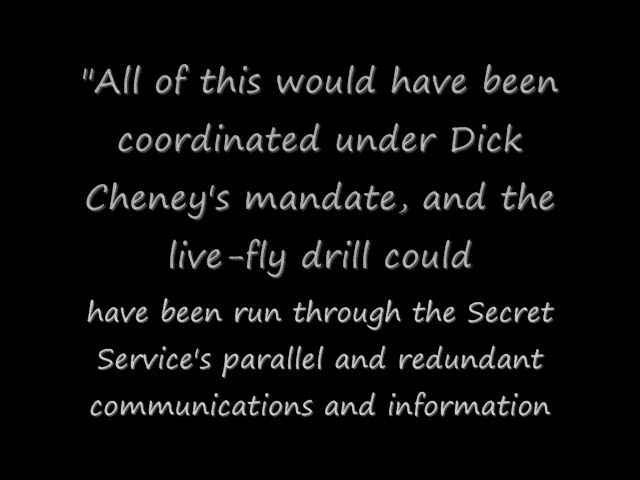 "All of this would have been
coordinated under Dick
Cheney's mandate, and the
live-fly drill could
have been run through the Secret
Service's parallel and redundant
communications and information